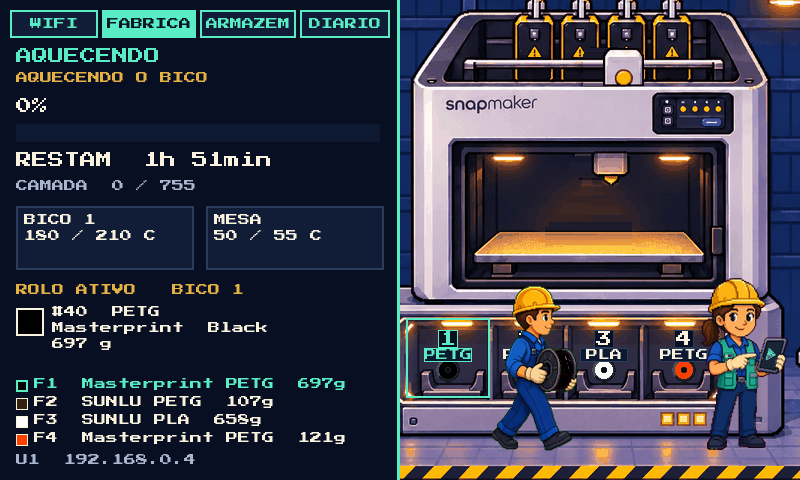 WIFI FABRICA ARMAZEM DIARIO
AQUECENDO
AQUECENDO O BICO
0%
RESTAM 1h 51min
CAMADA 0 / 755
BICO 1
180 / 210 C
MESA
50 / 55 C
ROLO ATIVO BICO 1
#40 PETG
Masterprint Black
697 g
F1 Masterprint PETG 697g
F2 SUNLU PETG 107g
F3 SUNLU PLA 658g
F4 Masterprint PETG 121g
U1 192.168.0.4
snapmaker
1
PETG
3
PLA
4
PETG